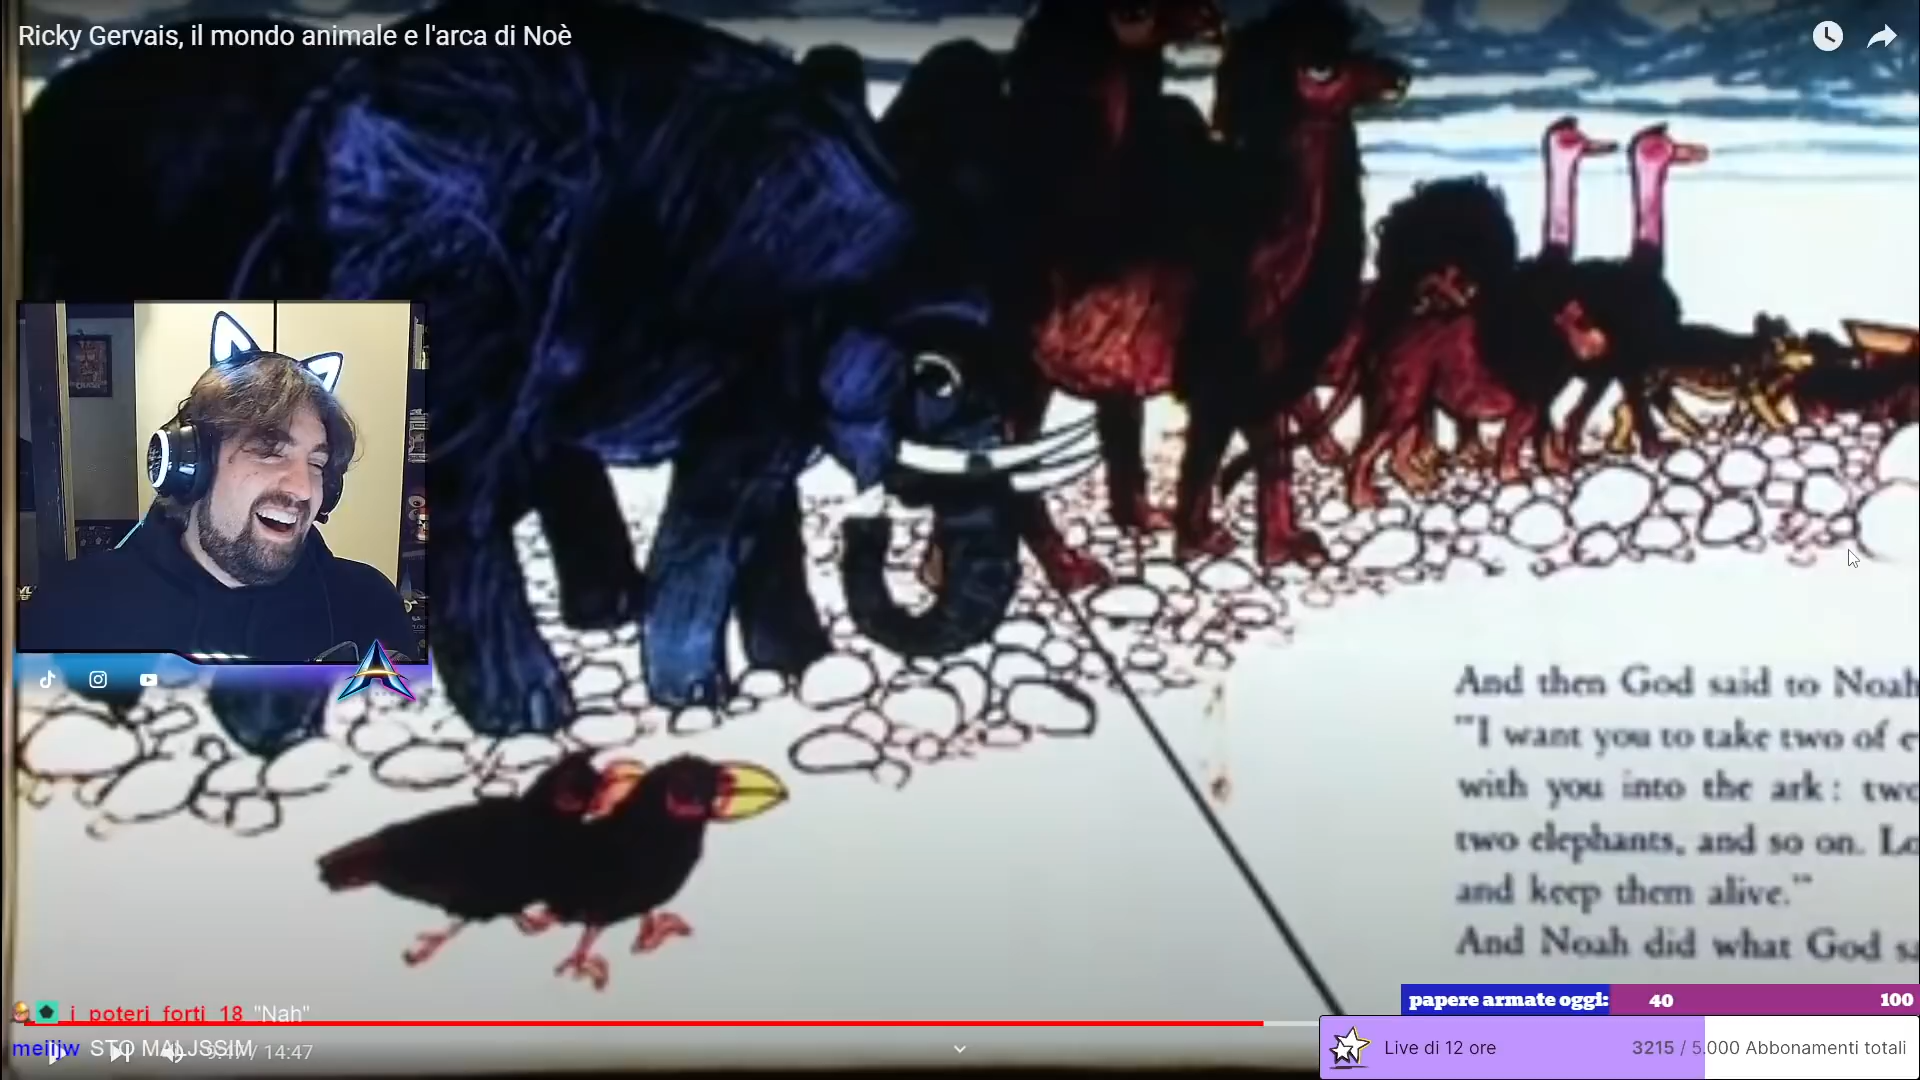 Ricky Gervais, il mondo animale e l'arca di Noè
And then God said to Noah
"I want you to take two of e
with you into the ark: two
two elephants, and so on. Lo
and keep them alive."
And Noah did what God sa
papere armate oggi: 40 100
i_poteri_forti_18 "Nah"
meiijw STO MALISSIM
/ 14:47
Live di 12 ore 3215 / 5.000 Abbonamenti totali